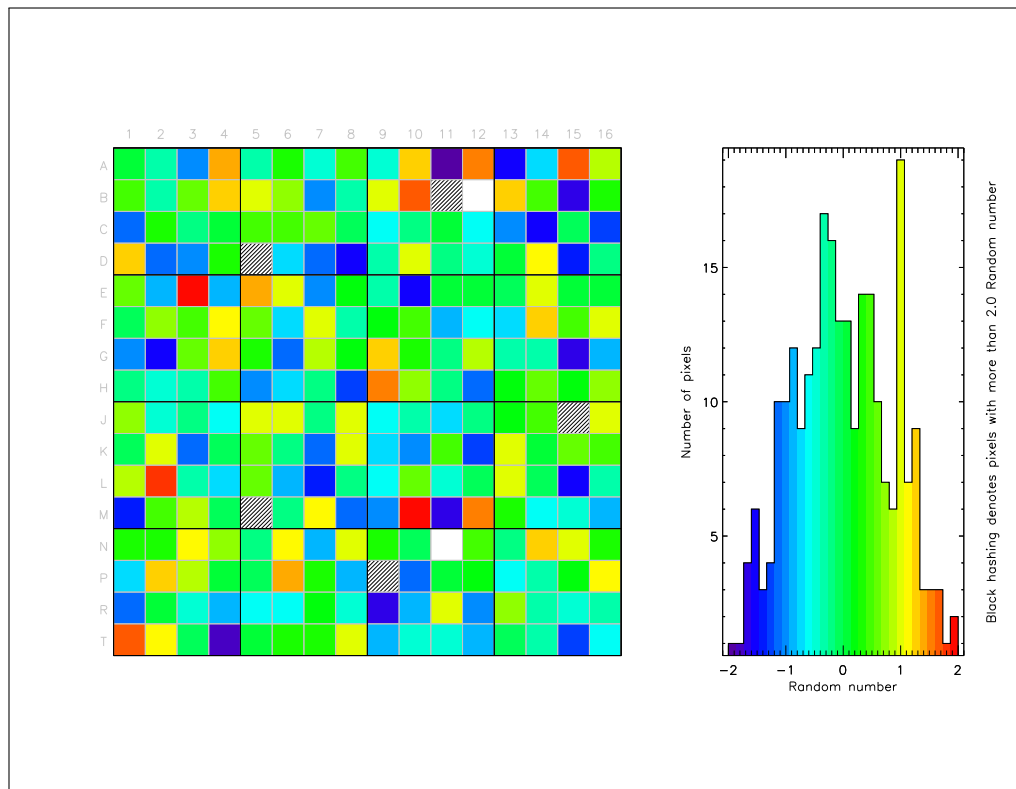 1 2 3 4 5 6 7 8 9 10 11 12 13 14 15 16
A
B
C
D
E
F
G
H
J
K
L
M
N
P
R
T
Number of pixels
15
10
5
-2 -1 0 1 2
Random number
Black hashing denotes pixels with more than 2.0 Random number